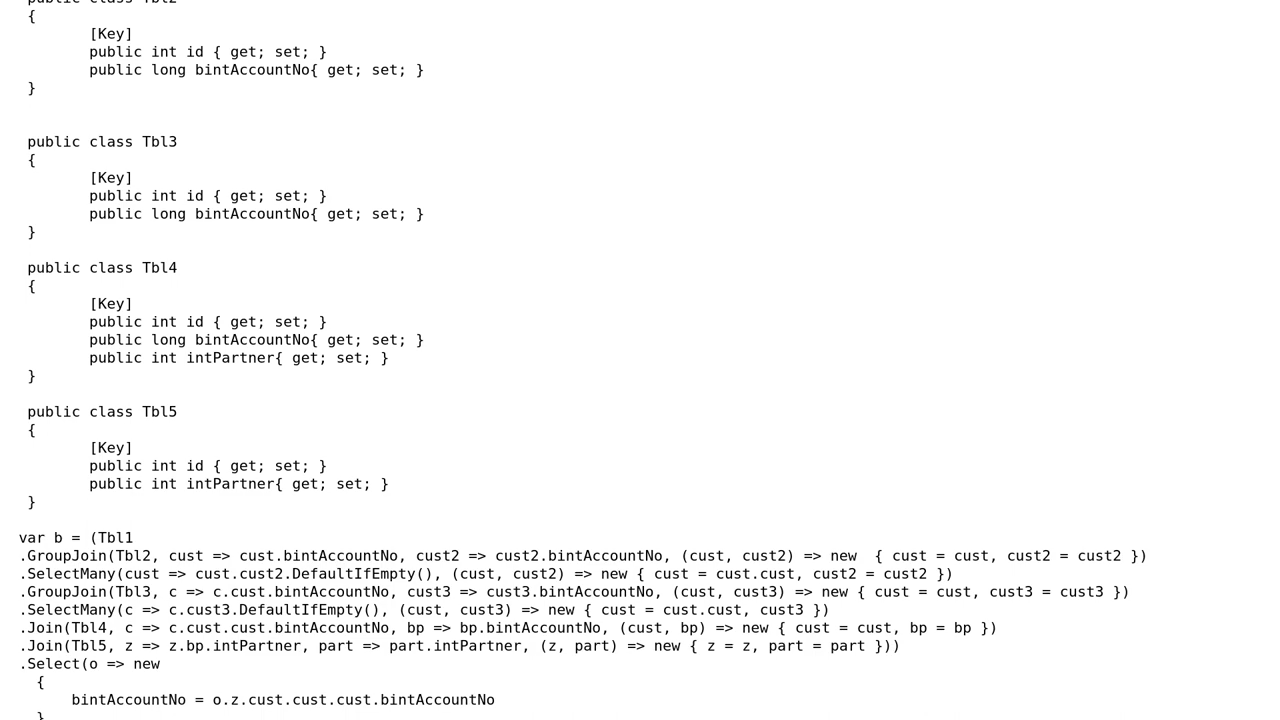 public class Tbl2
{
[Key]
public int id { get; set; }
public long bintAccountNo{ get; set; }
}
public class Tbl3
{
[Key]
public int id { get; set; }
public long bintAccountNo{ get; set; }
}
public class Tbl4
{
[Key]
public int id { get; set; }
public long bintAccountNo{ get; set; }
public int intPartner{ get; set; }
}
public class Tbl5
{
[Key]
public int id { get; set; }
public int intPartner{ get; set; }
}
var b = (Tbl1
.GroupJoin(Tbl2, cust => cust.bintAccountNo, cust2 => cust2.bintAccountNo, (cust, cust2) => new  { cust = cust, cust2 = cust2 })
.SelectMany(cust => cust.cust2.DefaultIfEmpty(), (cust, cust2) => new { cust = cust.cust, cust2 = cust2 })
.GroupJoin(Tbl3, c => c.cust.bintAccountNo, cust3 => cust3.bintAccountNo, (cust, cust3) => new { cust = cust, cust3 = cust3 })
.SelectMany(c => c.cust3.DefaultIfEmpty(), (cust, cust3) => new { cust = cust.cust, cust3 })
.Join(Tbl4, c => c.cust.cust.bintAccountNo, bp => bp.bintAccountNo, (cust, bp) => new { cust = cust, bp = bp })
.Join(Tbl5, z => z.bp.intPartner, part => part.intPartner, (z, part) => new { z = z, part = part }))
.Select(o => new
{
bintAccountNo = o.z.cust.cust.cust.bintAccountNo
}